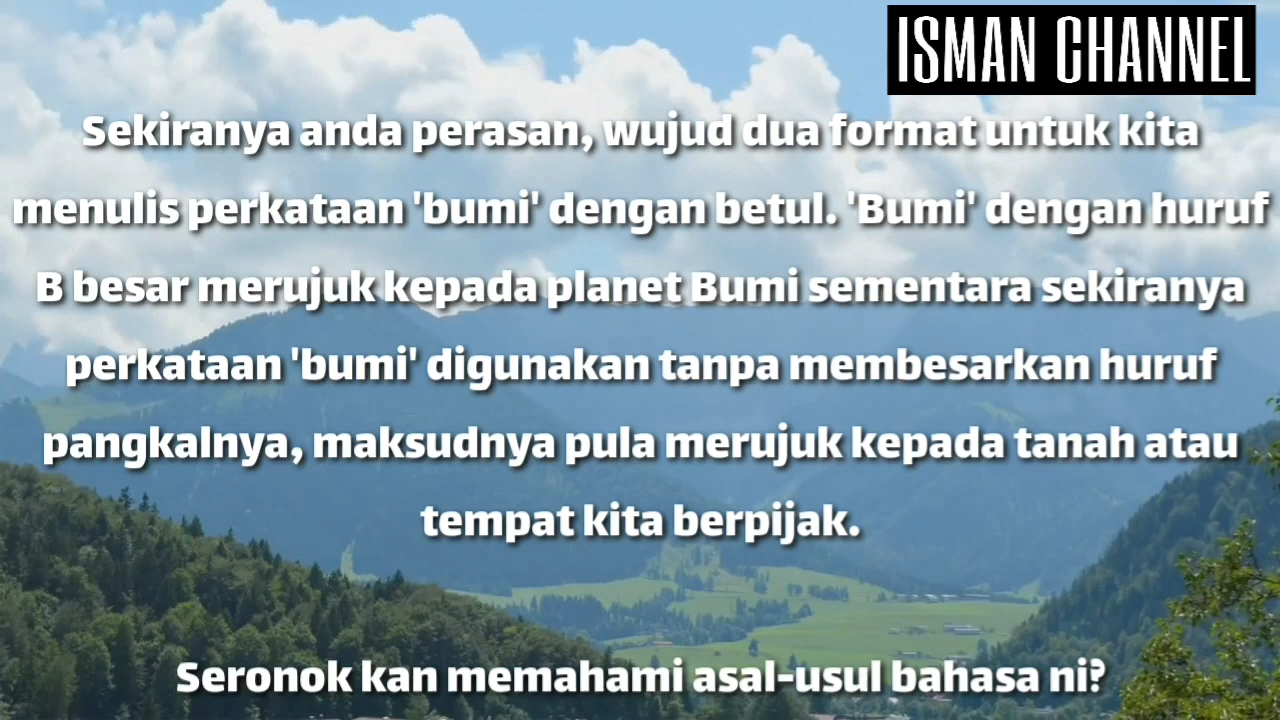 ISMAN CHANNEL
Sekiranya anda perasan, wujud dua format untuk kita
menulis perkataan 'bumi' dengan betul. 'Bumi' dengan huruf
B besar merujuk kepada planet Bumi sementara sekiranya
perkataan 'bumi' digunakan tanpa membesarkan huruf
pangkalnya, maksudnya pula merujuk kepada tanah atau
tempat kita berpijak.
Seronok kan memahami asal-usul bahasa ni?